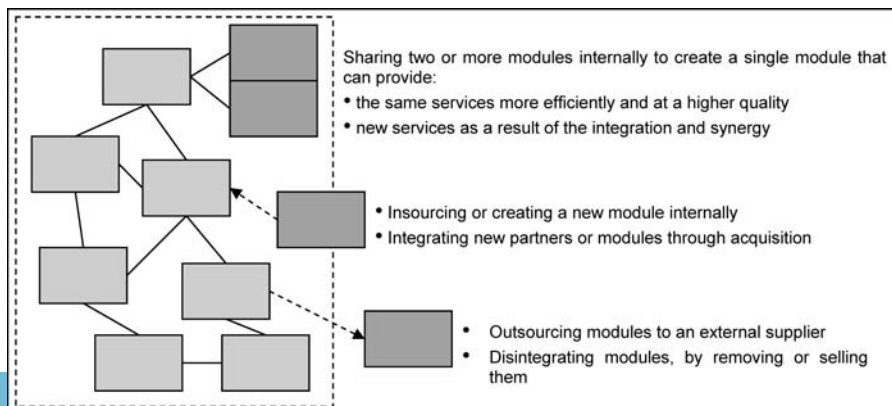 Sharing two or more modules internally to create a single module that
can provide:
• the same services more efficiently and at a higher quality
• new services as a result of the integration and synergy
• Insourcing or creating a new module internally
• Integrating new partners or modules through acquisition
• Outsourcing modules to an external supplier
• Disintegrating modules, by removing or selling
them